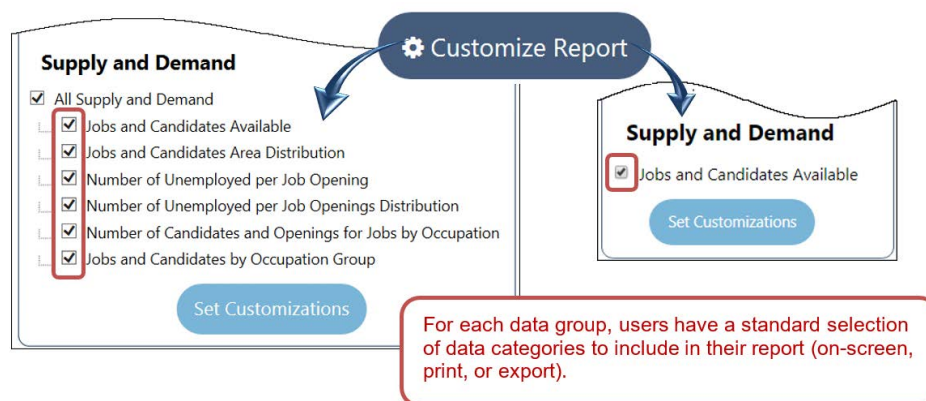 Customize Report
Supply and Demand
All Supply and Demand
Jobs and Candidates Available
Jobs and Candidates Area Distribution
Number of Unemployed per Job Opening
Number of Unemployed per Job Openings Distribution
Number of Candidates and Openings for Jobs by Occupation
Jobs and Candidates by Occupation Group
Set Customizations
Supply and Demand
Jobs and Candidates Available
Set Customizations
For each data group, users have a standard selection
of data categories to include in their report (on-screen,
print, or export).